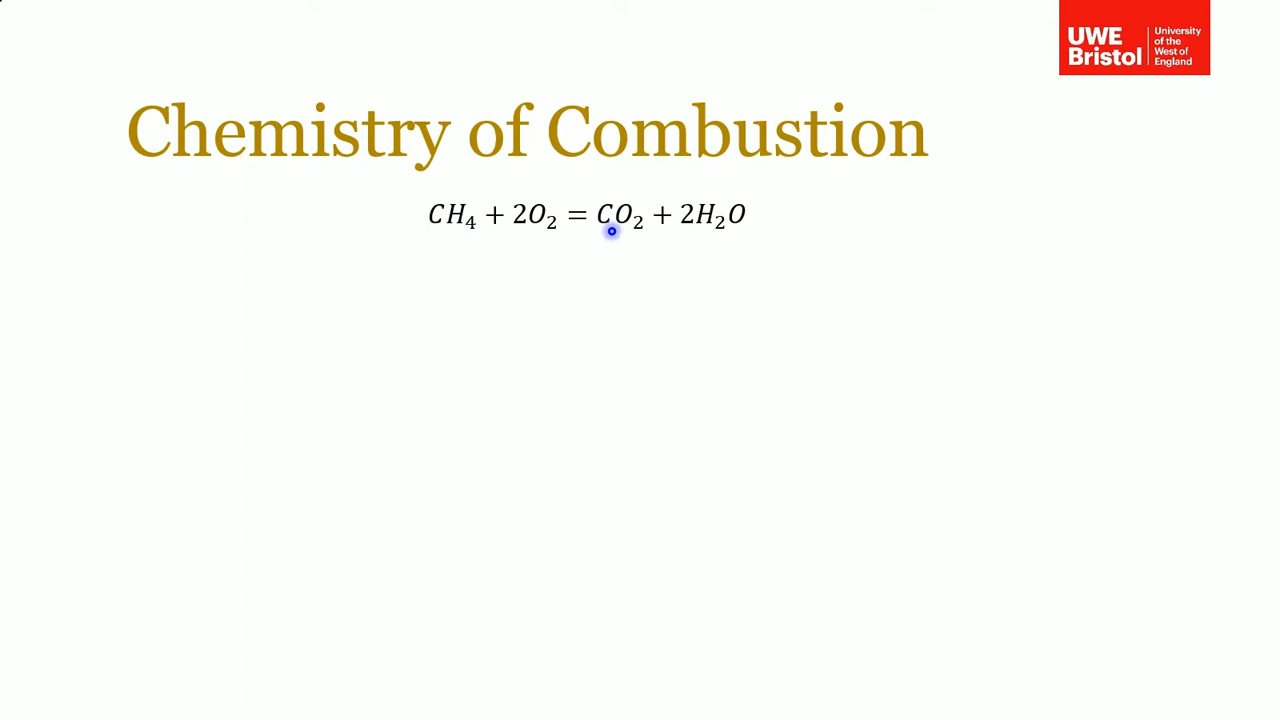 UWE
Bristol
University
of the
West of
England
Chemistry of Combustion
CH₄ + 2O₂ = CO₂ + 2H₂O